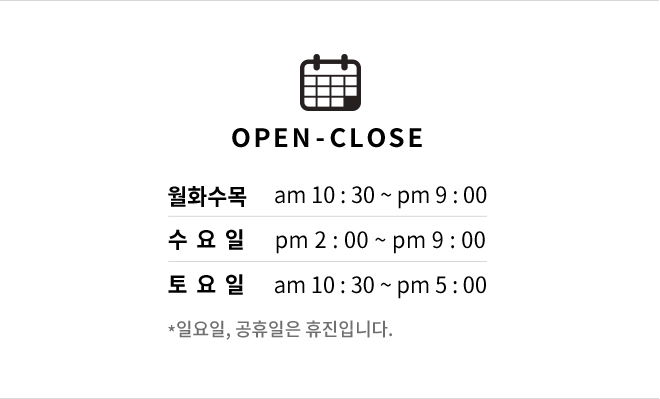 OPEN-CLOSE
월화수목 am 10 : 30 ~ pm 9 : 00
수 요 일 pm 2 : 00 ~ pm 9 : 00
토 요 일 am 10 : 30 ~ pm 5 : 00
*일요일, 공휴일은 휴진입니다.